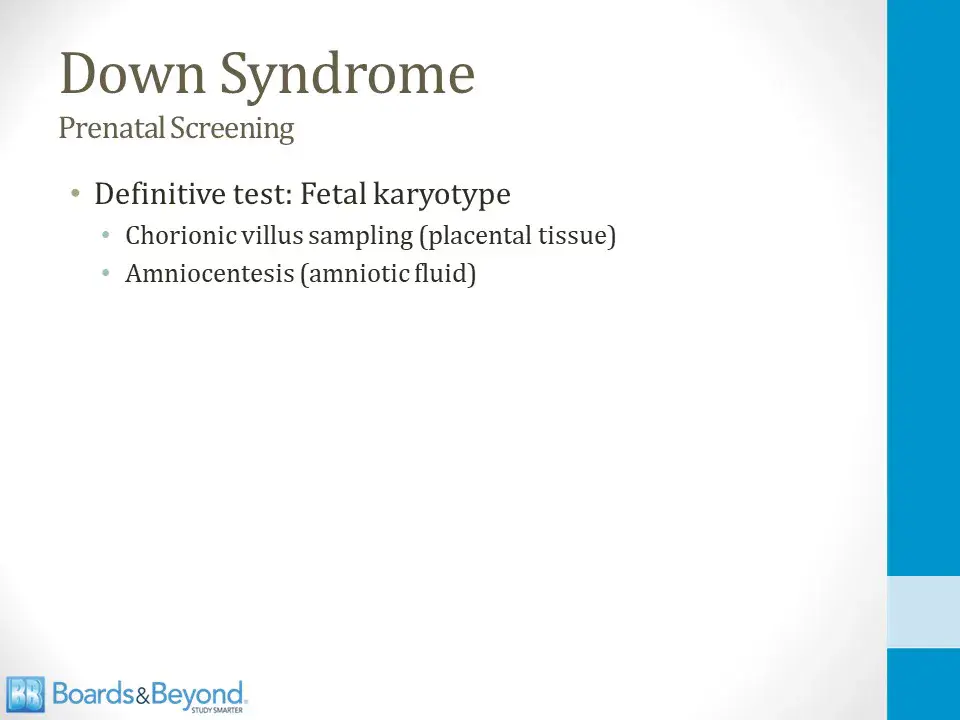 Down Syndrome
Prenatal Screening
• Definitive test: Fetal karyotype
• Chorionic villus sampling (placental tissue)
• Amniocentesis (amniotic fluid)
BB Boards&Beyond.
STUDY SMARTER